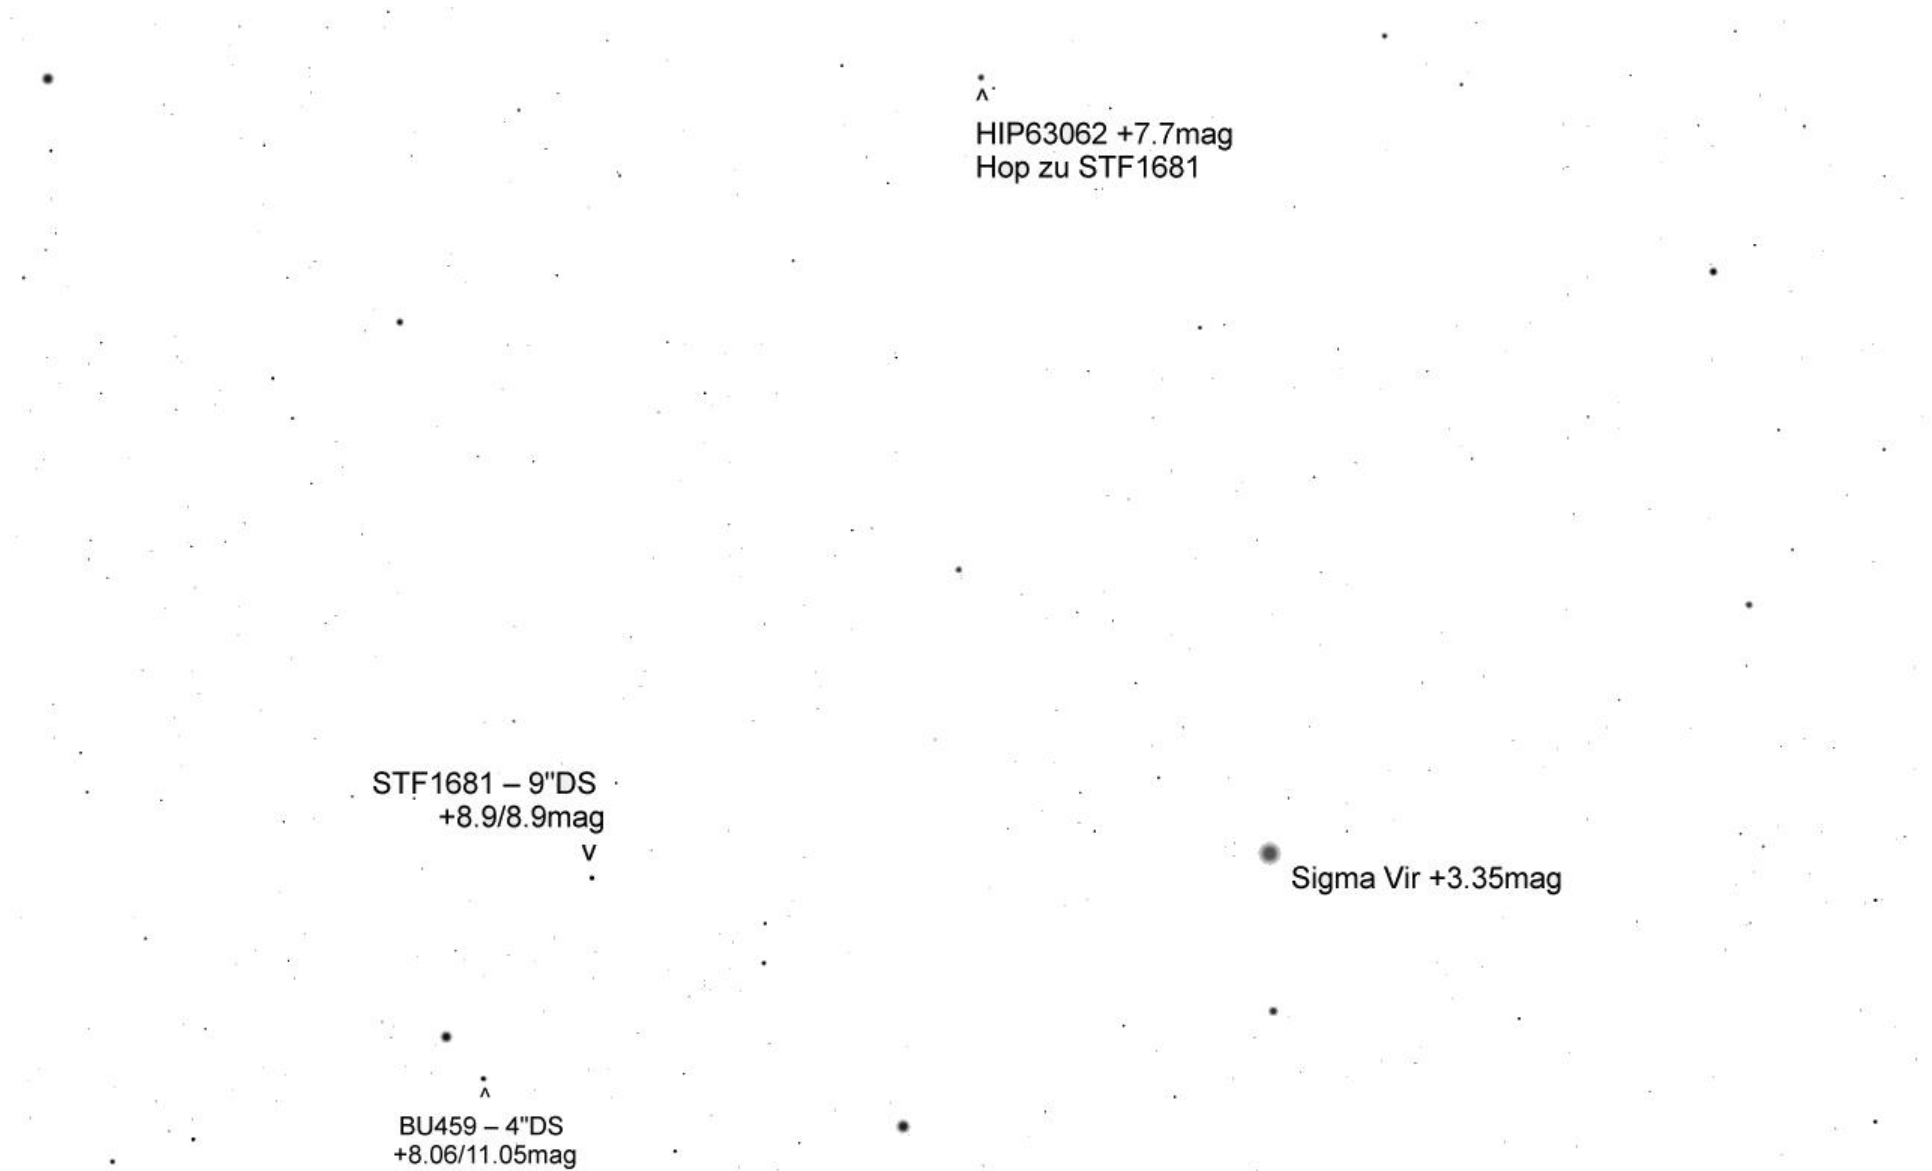 ^
HIP63062 +7.7mag
Hop zu STF1681
STF1681 – 9"DS
+8.9/8.9mag
v
Sigma Vir +3.35mag
^
BU459 – 4"DS
+8.06/11.05mag